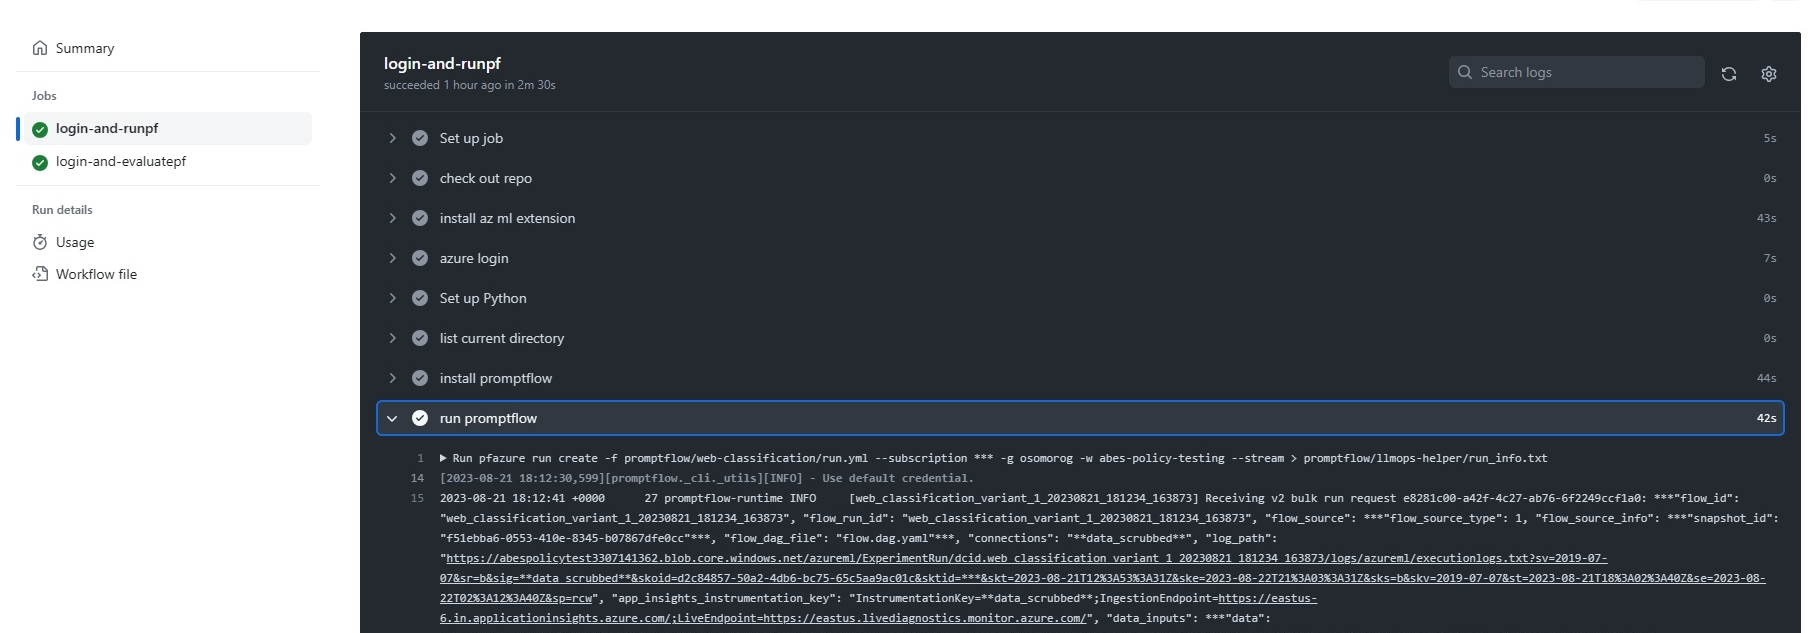 Summary
Jobs
login-and-runpf
login-and-evaluatepf
Run details
Usage
Workflow file
login-and-runpf
succeeded 1 hour ago in 2m 30s
Search logs
Set up job 5s
check out repo 0s
install az ml extension 43s
azure login 7s
Set up Python 0s
list current directory 0s
install promptflow 44s
run promptflow 42s
1 Run pfazure run create -f promptflow/web-classification/run.yml --subscription *** -g osomorog -w abes-policy-testing --stream > promptflow/llmops-helper/run_info.txt
14 [2023-08-21 18:12:30,599][promptflow._cli._utils][INFO] - Use default credential.
15 2023-08-21 18:12:41 +0000 27 promptflow-runtime INFO [web_classification_variant_1_20230821_181234_163873] Receiving v2 bulk run request e8281c00-a42f-4c27-ab76-6f2249ccf1a0: ***"flow_id":
"web_classification_variant_1_20230821_181234_163873", "flow_run_id": "web_classification_variant_1_20230821_181234_163873", "flow_source": ***"flow_source_type": 1, "flow_source_info": ***"snapshot_id":
"f51ebba6-0553-410e-8345-b07867dfe0cc"***, "flow_dag_file": "flow.dag.yaml"***, "connections": "**data_scrubbed**", "log_path":
"https://abespolicytest3307141362.blob.core.windows.net/azureml/ExperimentRun/dcid.web_classification_variant_1_20230821_181234_163873/logs/azureml/executionlogs.txt?sv=2019-07-
07&sr=b&sig=**data_scrubbed**&skoid=d2c84857-50a2-4db6-bc75-65c5aa9ac01c&sktid=***&skt=2023-08-21T12%3A53%3A31Z&ske=2023-08-22T21%3A03%3A31Z&sks=b&skv=2019-07-07&st=2023-08-21T18%3A02%3A40Z&se=2023-08-
22T02%3A12%3A40Z&sp=rcw", "app_insights_instrumentation_key": "InstrumentationKey=**data_scrubbed**;IngestionEndpoint=https://eastus-
6.in.applicationinsights.azure.com/;LiveEndpoint=https://eastus.livediagnostics.monitor.azure.com/", "data_inputs": ***"data":